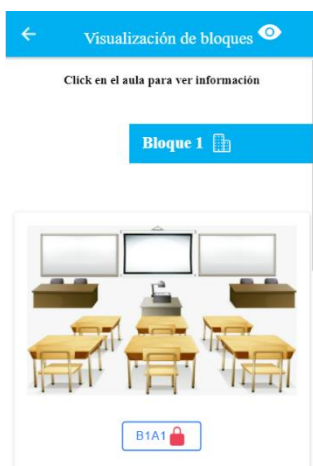 Visualización de bloques
Click en el aula para ver información
Bloque 1
B1A1